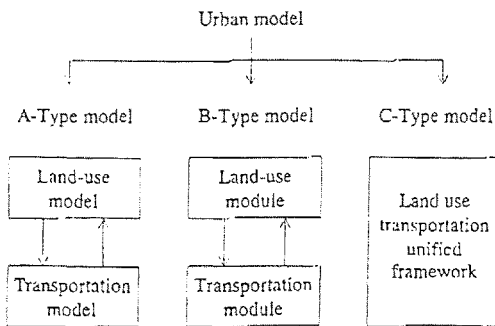 Urban model
A-Type model
B-Type model
C-Type model
Land-use
model
Land-use
module
Land use
transportation
unified
framework
Transportation
model
Transportation
module